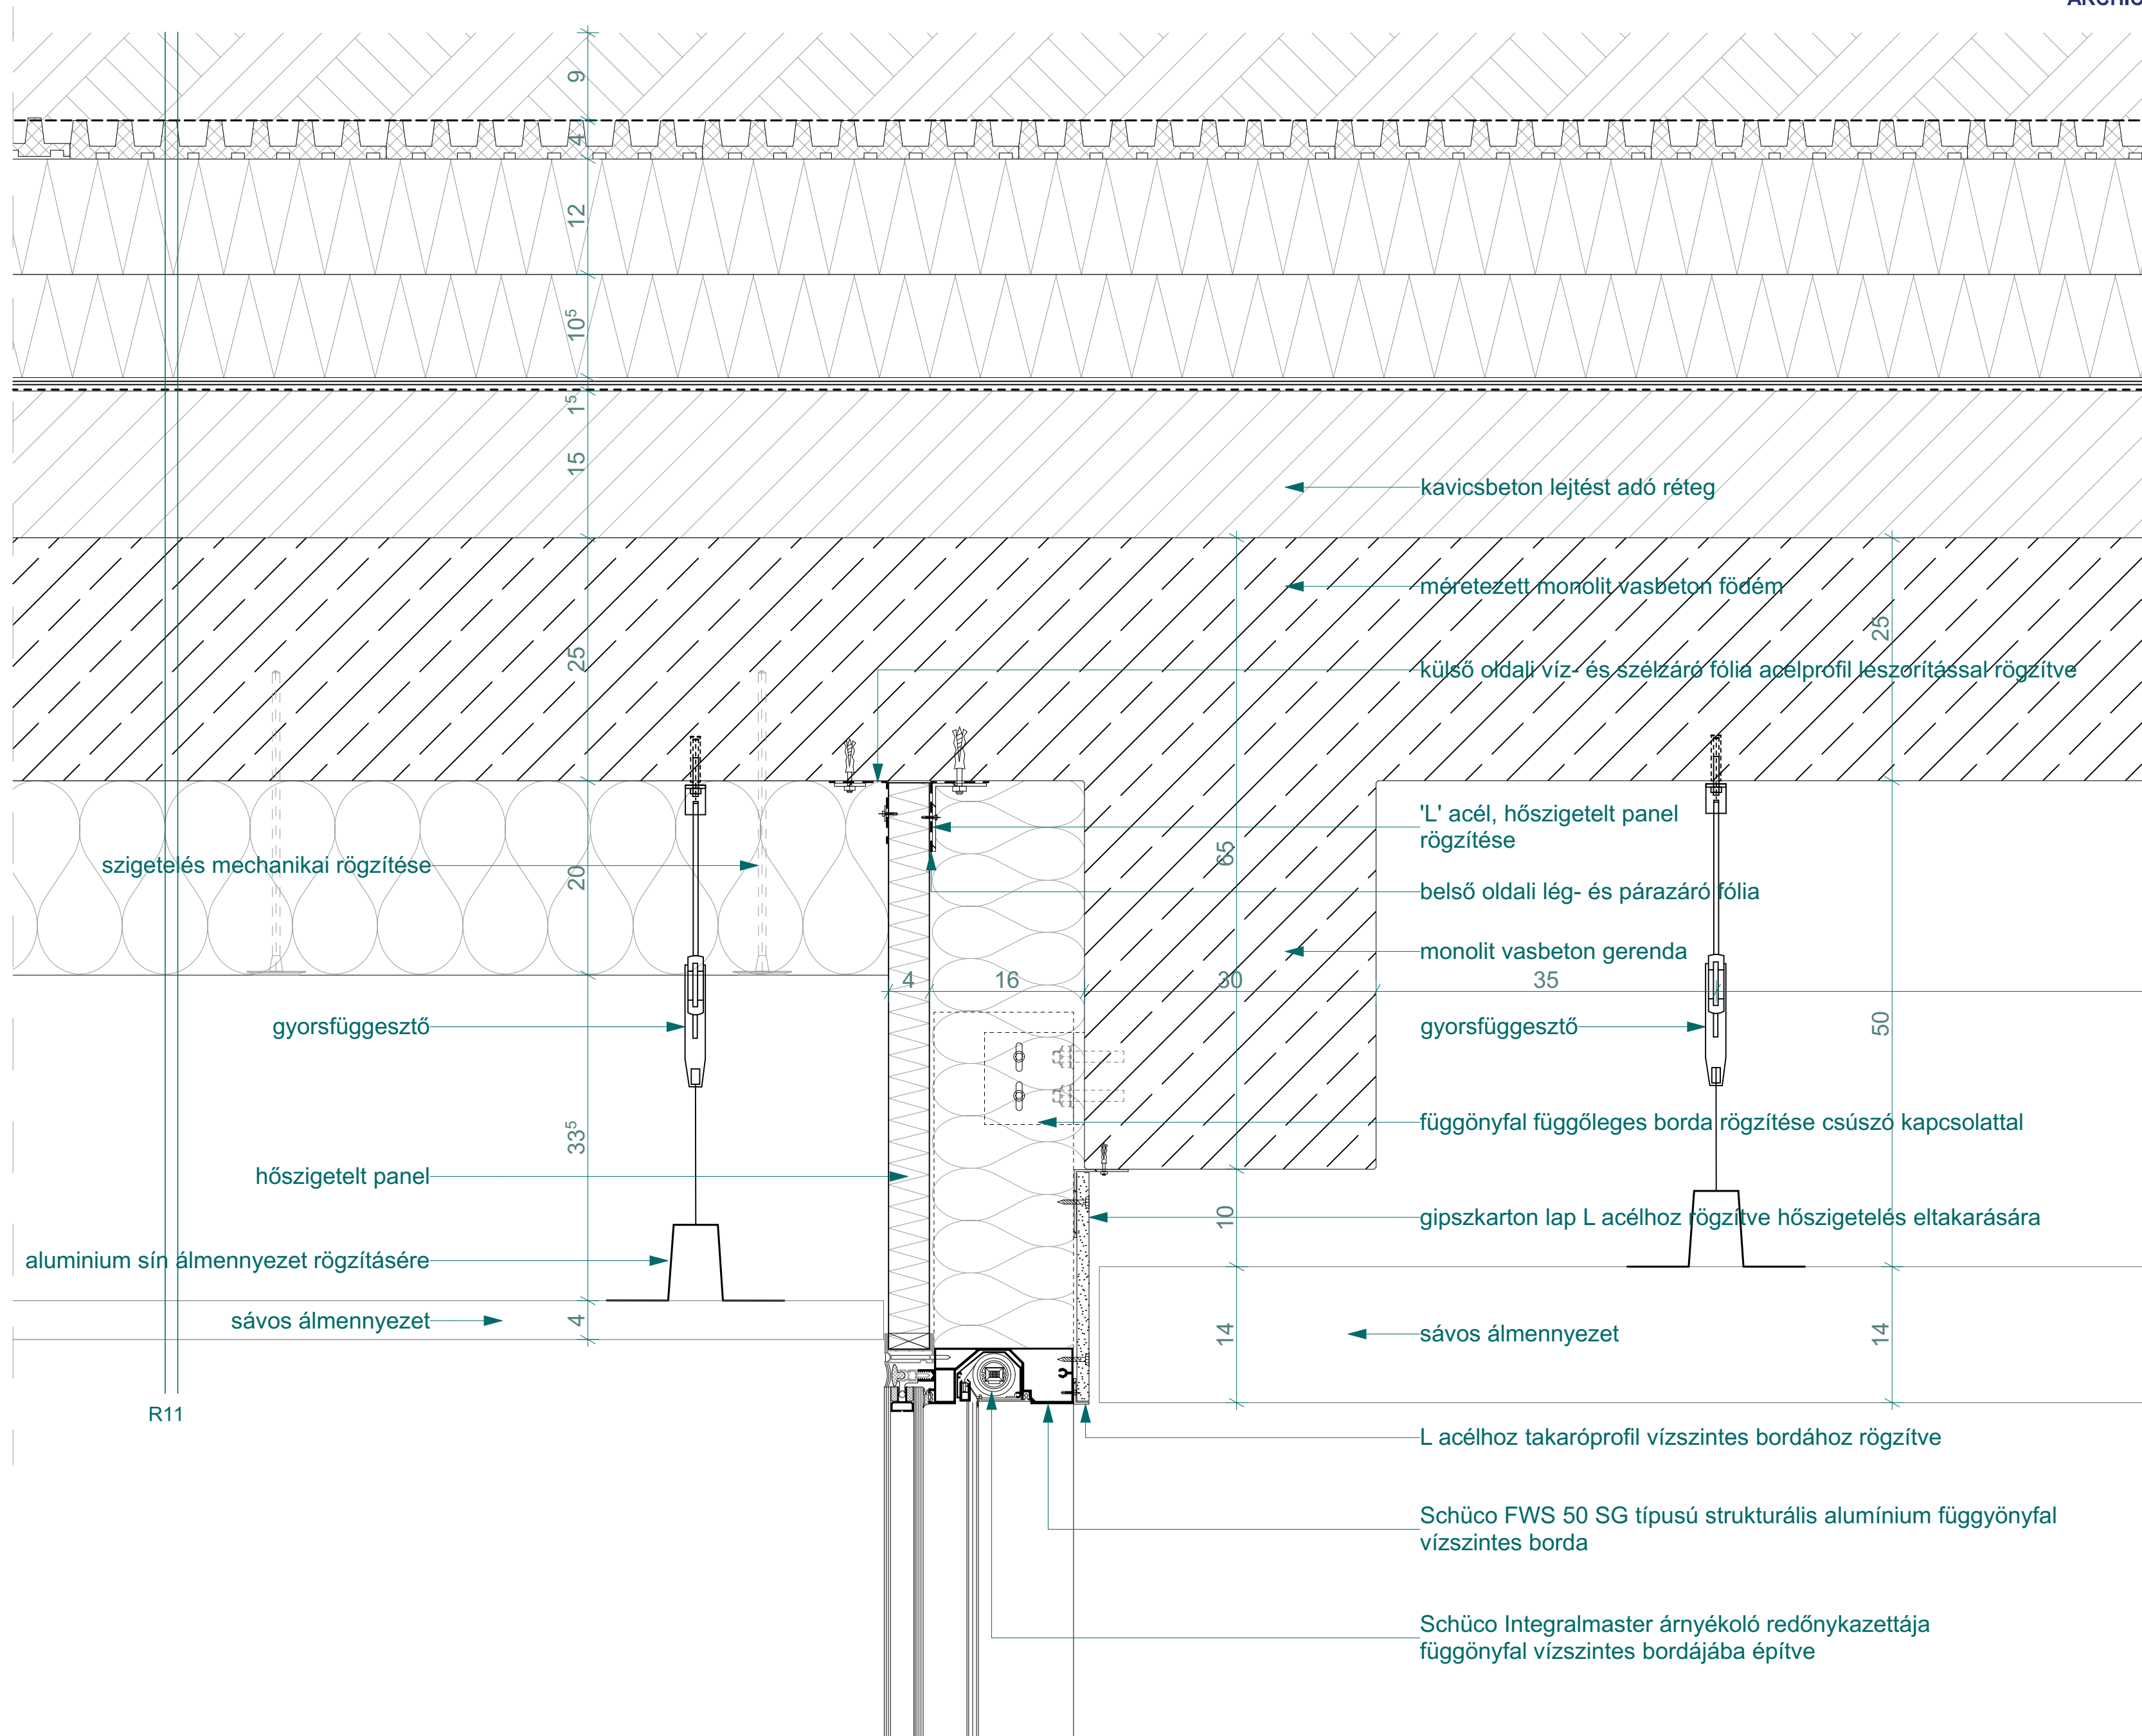 9
4
12
10⁵
1⁵
15
kavicsbeton lejtést adó réteg
méretezett monolit vasbeton födém
25
25
külső oldali víz- és szélzáró fólia acélprofil leszorítással rögzítve
'L' acél, hőszigetelt panel
rögzítése
65
szigetelés mechanikai rögzítése
20
belső oldali lég- és párazáró fólia
monolit vasbeton gerenda
4
16
30
35
gyorsfüggesztő
gyorsfüggesztő
50
33⁵
függönyfal függőleges borda rögzítése csúszó kapcsolattal
hőszigetelt panel
10
gipszkarton lap L acélhoz rögzítve hőszigetelés eltakarására
aluminium sín álmennyezet rögzításére
sávos álmennyezet
4
14
sávos álmennyezet
14
R11
L acélhoz takaróprofil vízszintes bordához rögzítve
Schüco FWS 50 SG típusú strukturális alumínium függyönyfal
vízszintes borda
Schüco Integralmaster árnyékoló redőnykazettája
függönyfal vízszintes bordájába építve